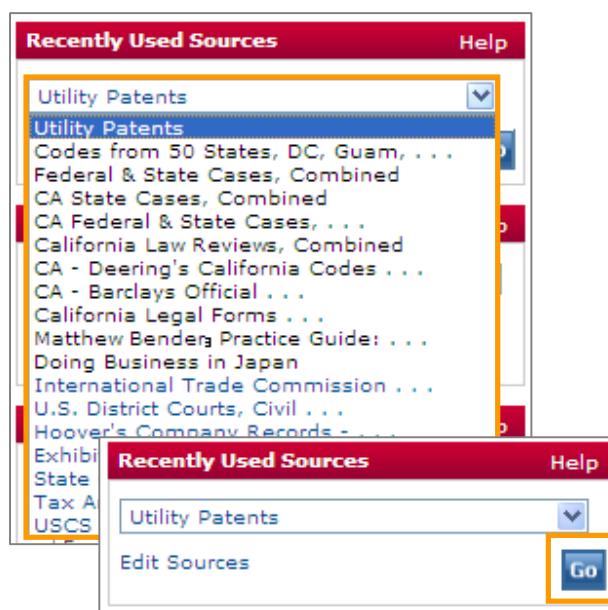 Recently Used Sources Help
Utility Patents
Utility Patents
Codes from 50 States, DC, Guam, . . .
Federal & State Cases, Combined
CA State Cases, Combined
CA Federal & State Cases, . . .
California Law Reviews, Combined
CA - Deering's California Codes . . .
CA - Barclays Official . . .
California Legal Forms . . .
Matthew Bender, Practice Guide: . . .
Doing Business in Japan
International Trade Commission . . .
U.S. District Courts, Civil . . .
Hoover's Company Records - . . .
Exhibi
State
Tax A
USCS
Recently Used Sources Help
Utility Patents
Edit Sources Go